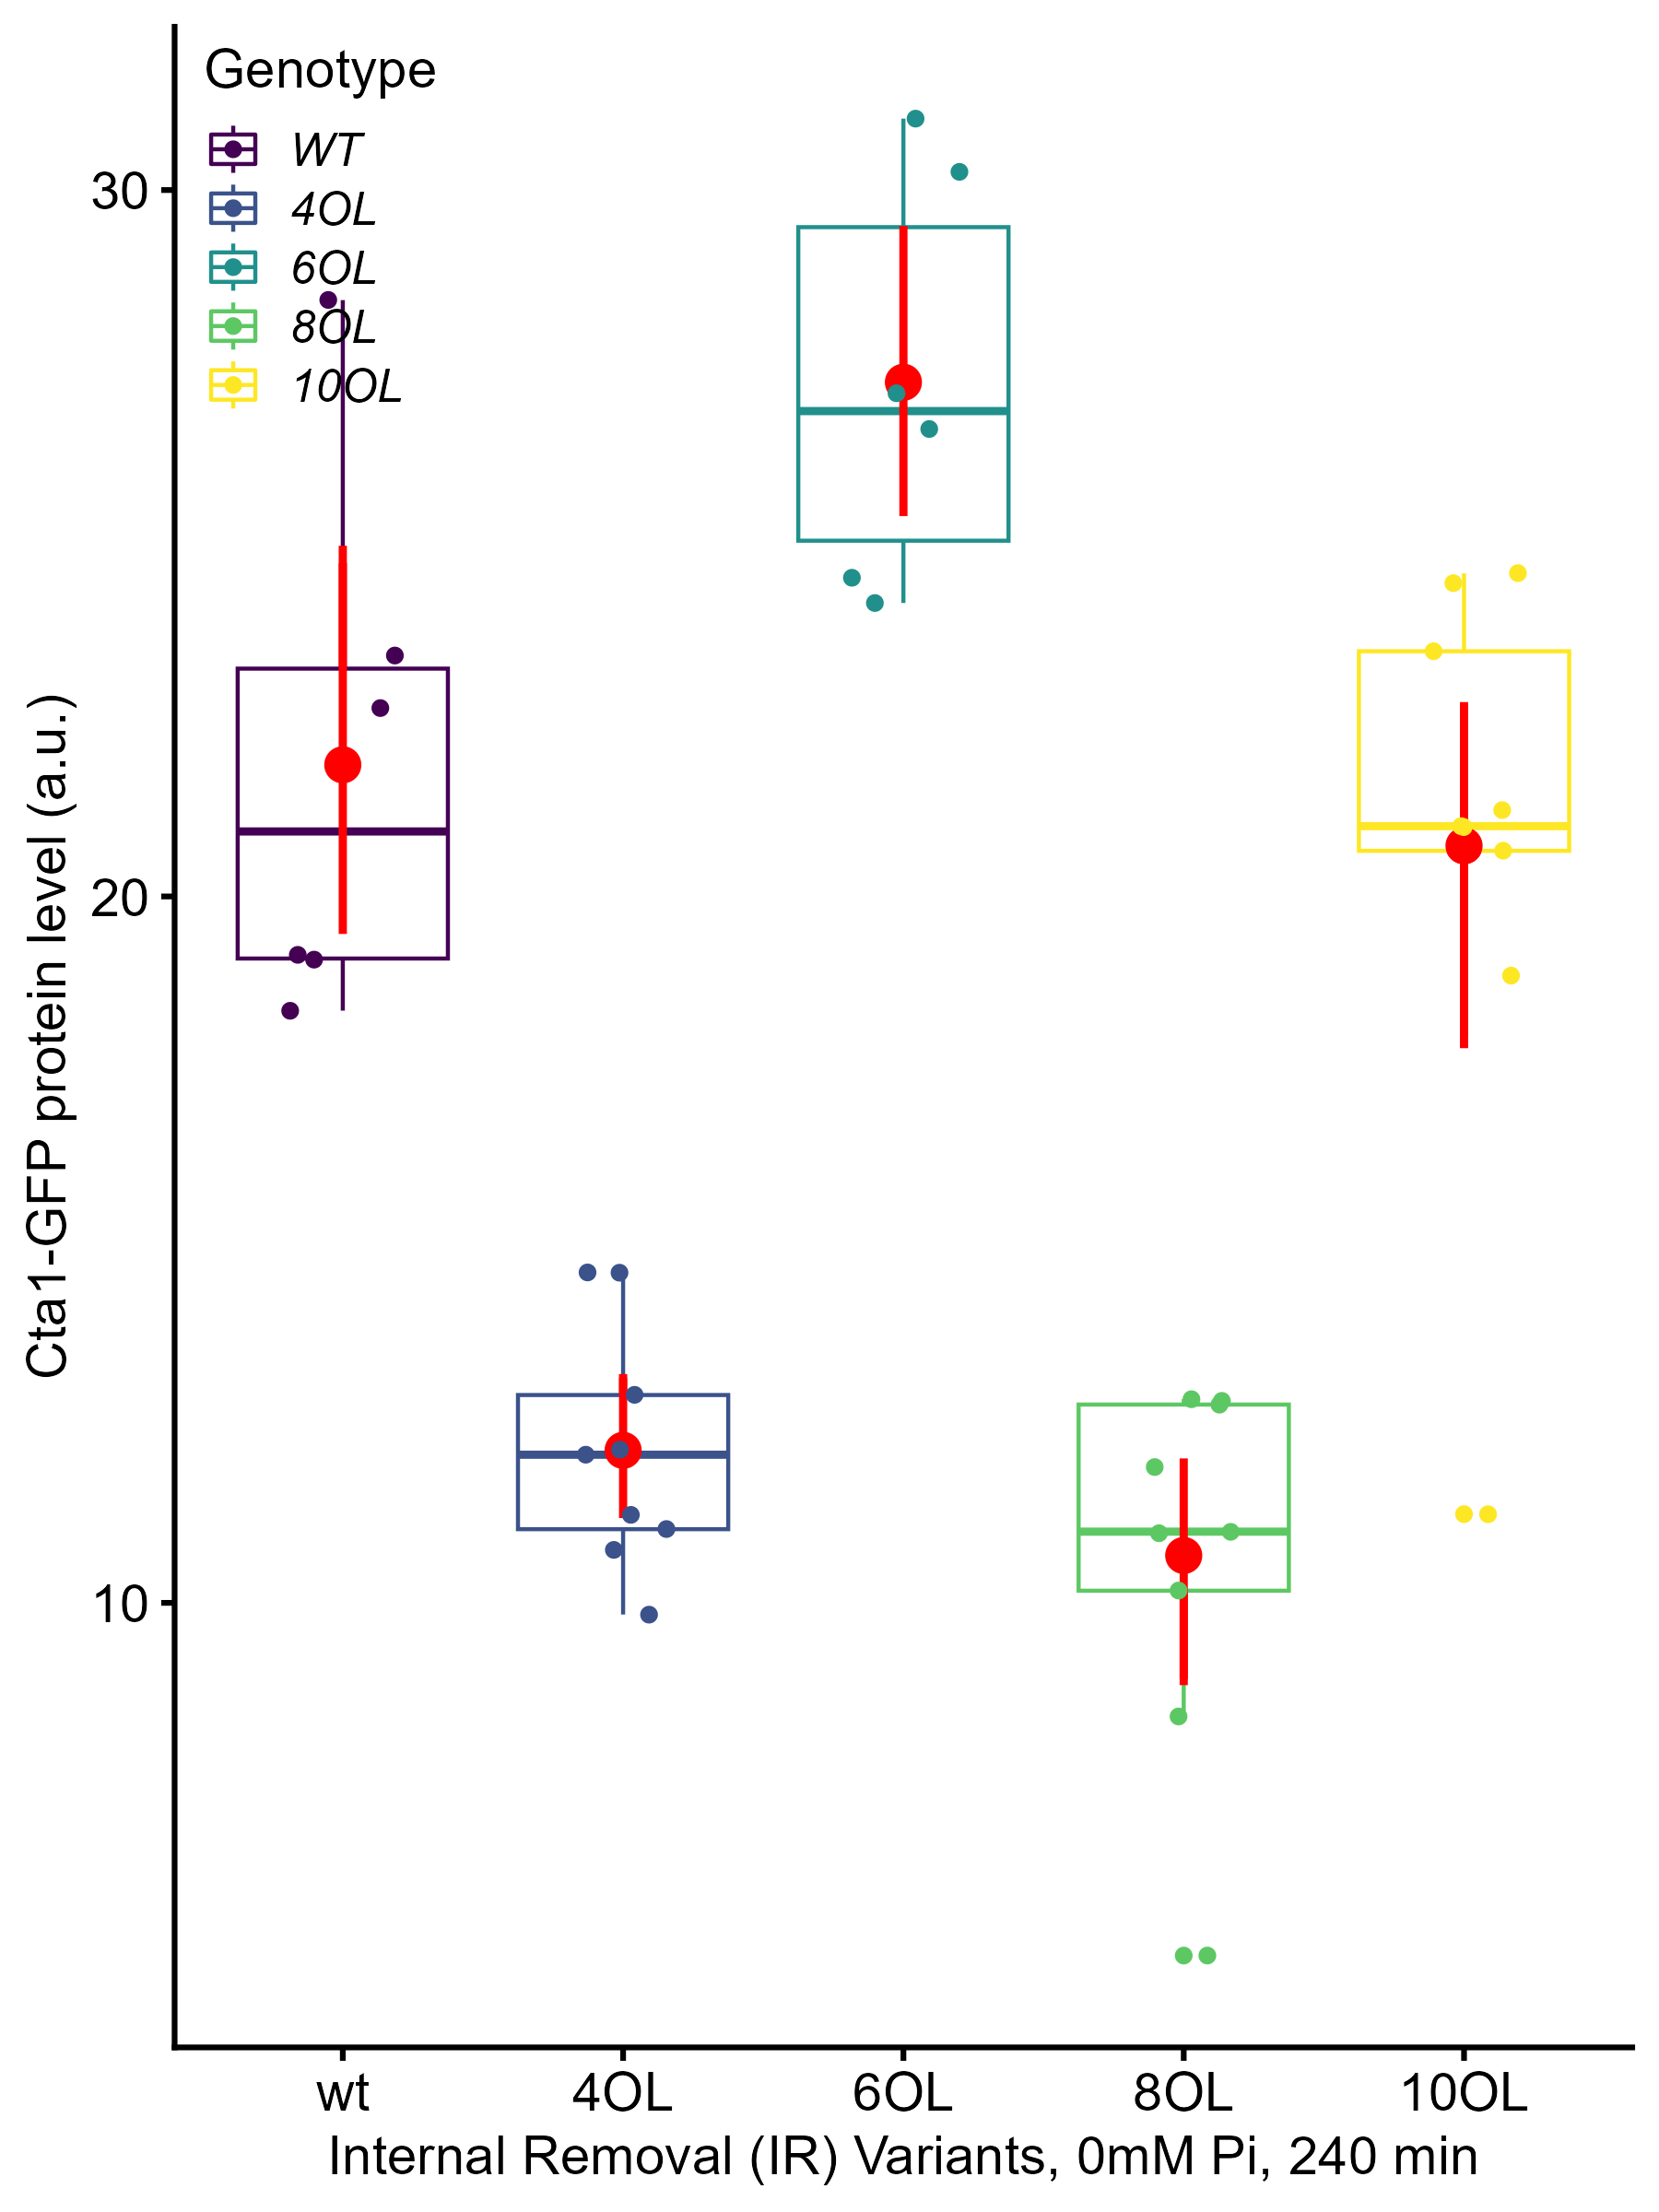 Genotype
WT
4OL
6OL
8OL
10OL
30
20
10
Cta1-GFP protein level (a.u.)
wt 4OL 6OL 8OL 10OL
Internal Removal (IR) Variants, 0mM Pi, 240 min